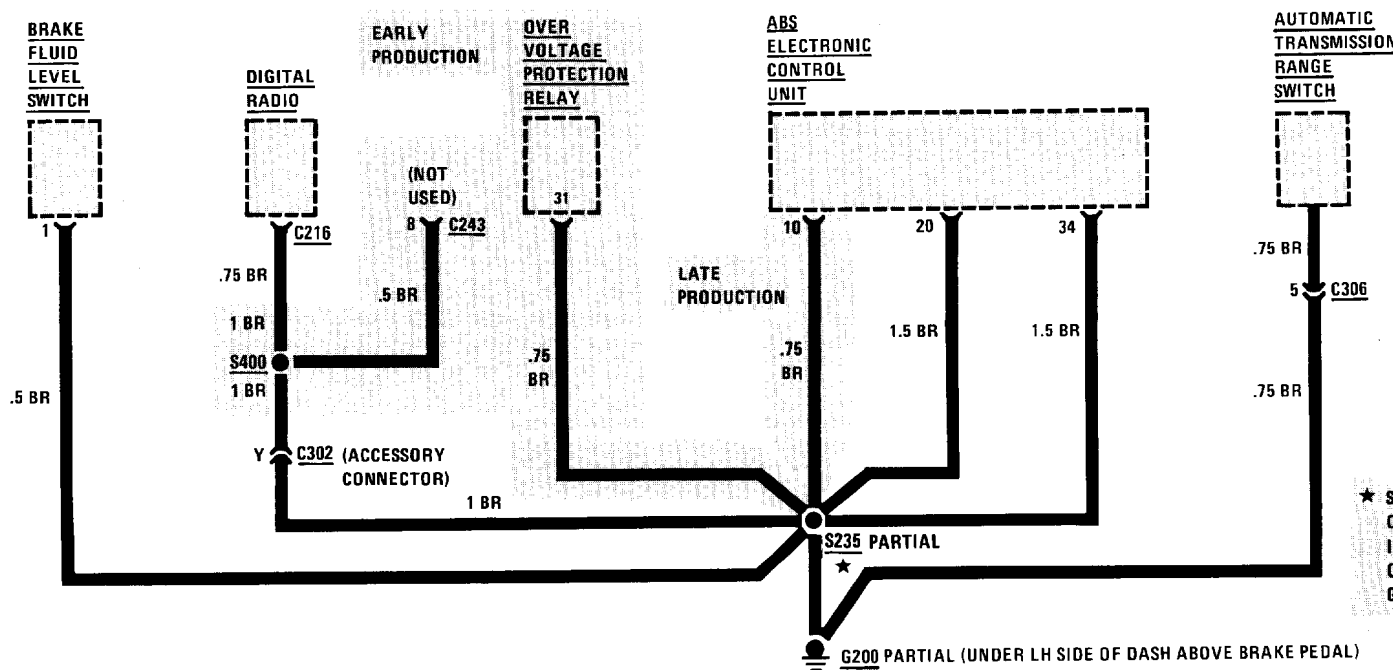 BRAKE
FLUID
LEVEL
SWITCH
DIGITAL
RADIO
EARLY
PRODUCTION
OVER
VOLTAGE
PROTECTION
RELAY
ABS
ELECTRONIC
CONTROL
UNIT
AUTOMATIC
TRANSMISSION
RANGE
SWITCH
(NOT
USED)
31
1
C216
8 C243
10
20
34
.75 BR
.5 BR
LATE
PRODUCTION
.75 BR
5 C306
1 BR
S400
1 BR
.75
BR
.75
BR
1.5 BR
1.5 BR
.5 BR
.75 BR
Y C302 (ACCESSORY
CONNECTOR)
1 BR
S235 PARTIAL
★
★ S
C
I
C
G
G200 PARTIAL (UNDER LH SIDE OF DASH ABOVE BRAKE PEDAL)